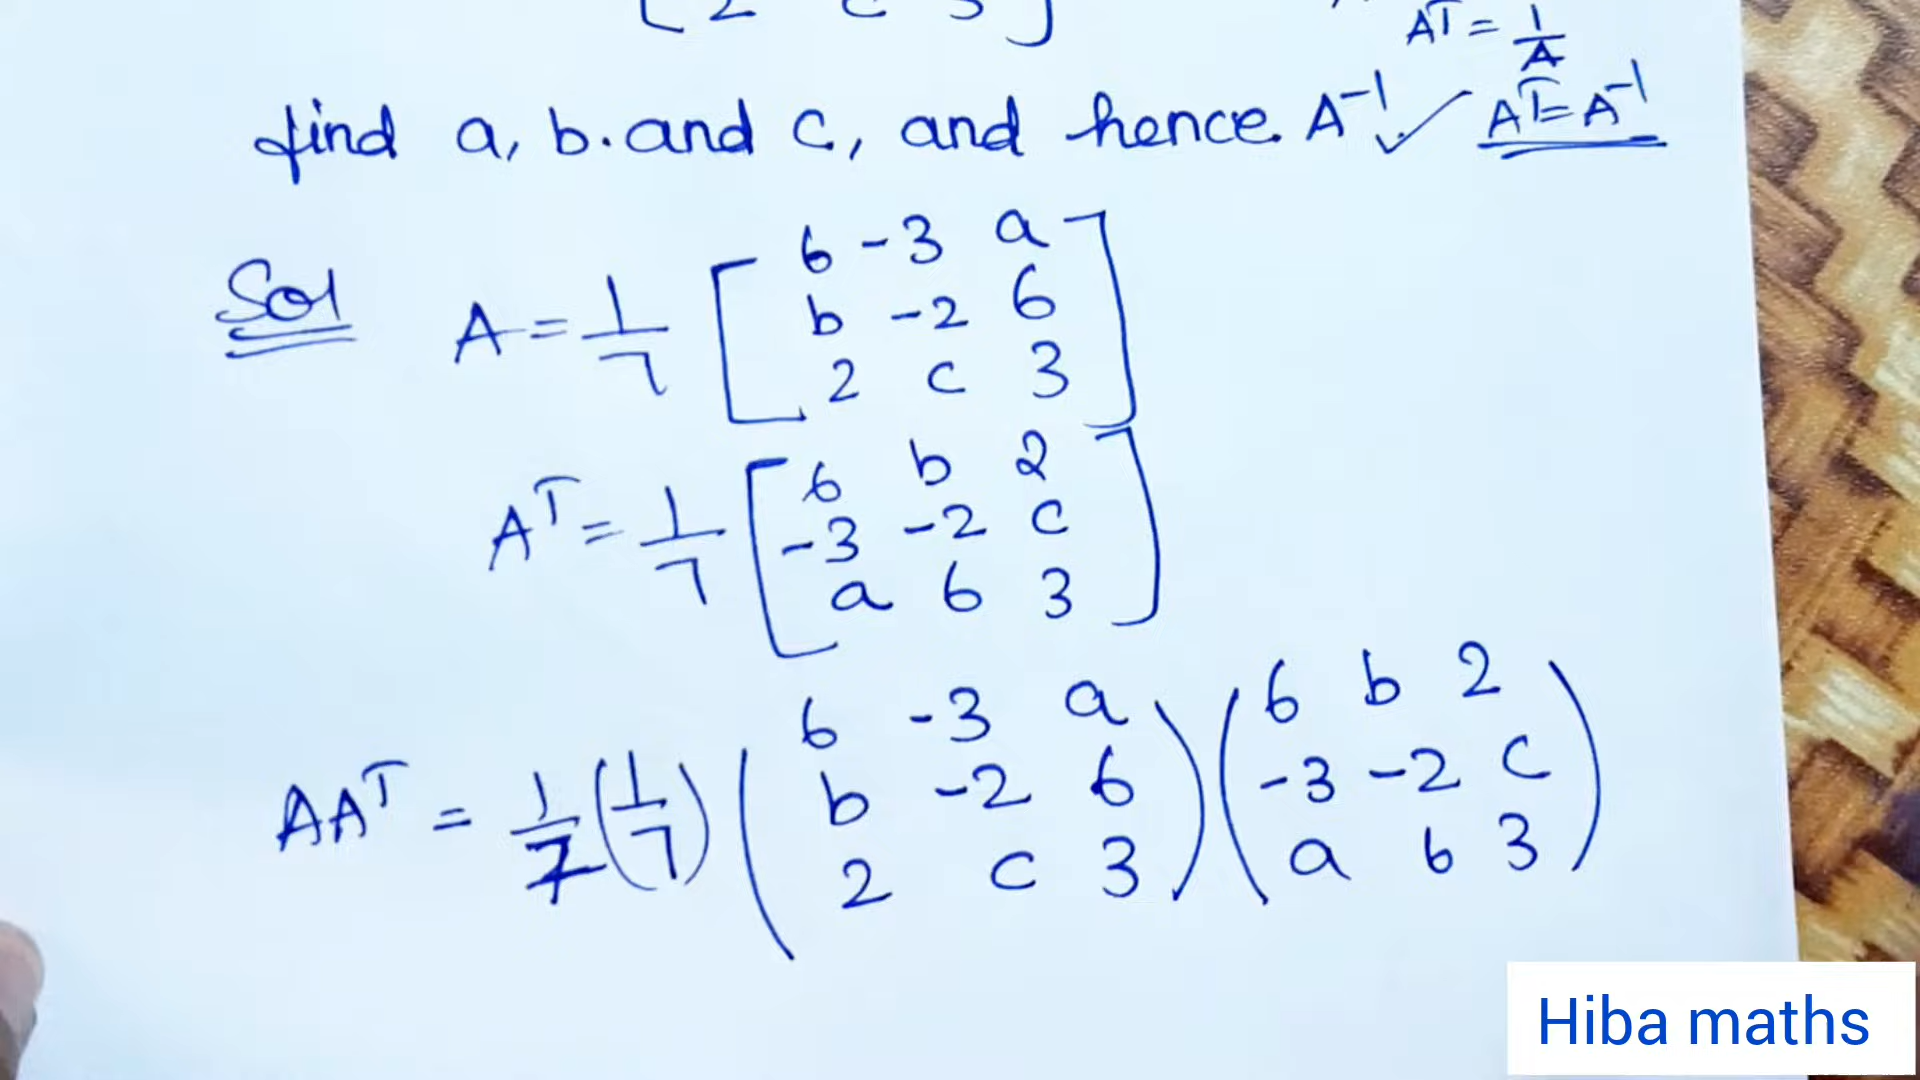 [ 2 c 3 ]
Aᵀ = 1/A
find a, b. and c, and hence A⁻¹ ✓ Aᵀ = A⁻¹
Sol
A = 1/7 [ 6 -3 a
b -2 6
2 c 3 ]
Aᵀ = 1/7 [ 6 b 2
-3 -2 c
a 6 3 ]
AAᵀ = 1/7 (1/7) ( 6 -3 a
b -2 6
2 c 3 ) ( 6 b 2
-3 -2 c
a 6 3 )
Hiba maths